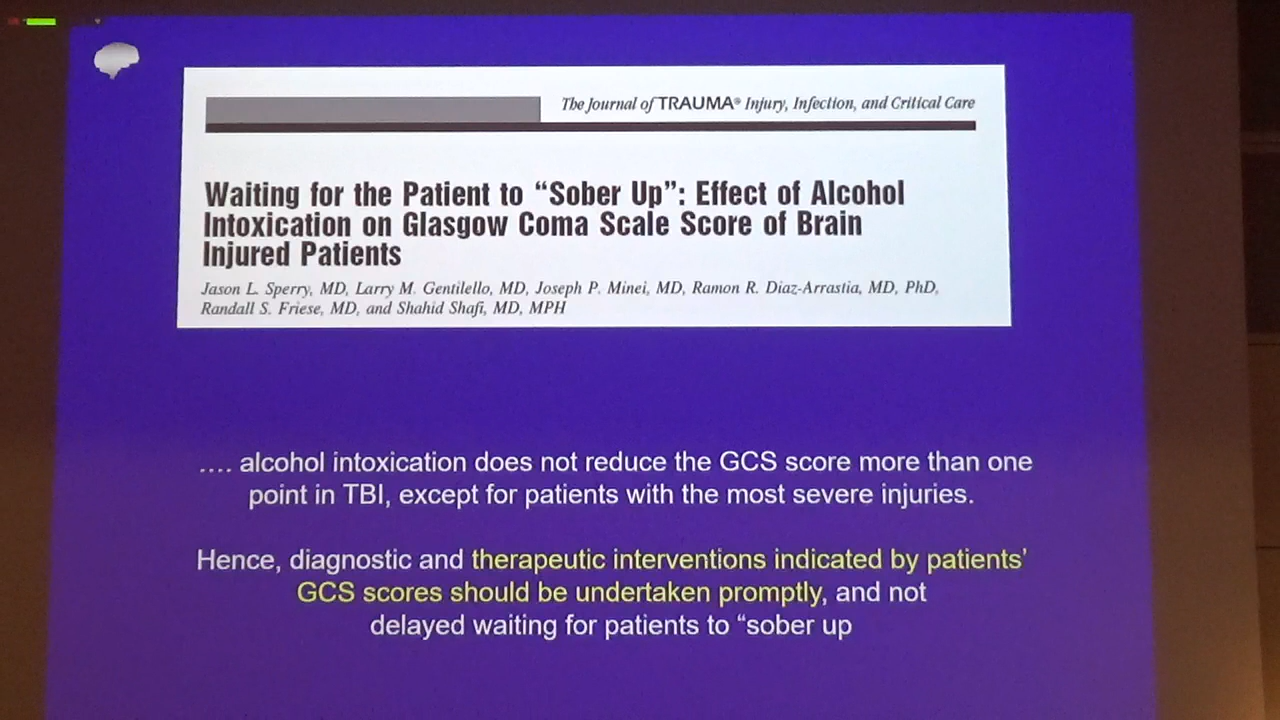 The Journal of TRAUMA® Injury, Infection, and Critical Care
Waiting for the Patient to “Sober Up”: Effect of Alcohol
Intoxication on Glasgow Coma Scale Score of Brain
Injured Patients
Jason L. Sperry, MD, Larry M. Gentilello, MD, Joseph P. Minei, MD, Ramon R. Diaz-Arrastia, MD, PhD,
Randall S. Friese, MD, and Shahid Shafi, MD, MPH
.... alcohol intoxication does not reduce the GCS score more than one
point in TBI, except for patients with the most severe injuries.
Hence, diagnostic and therapeutic interventions indicated by patients’
GCS scores should be undertaken promptly, and not
delayed waiting for patients to “sober up